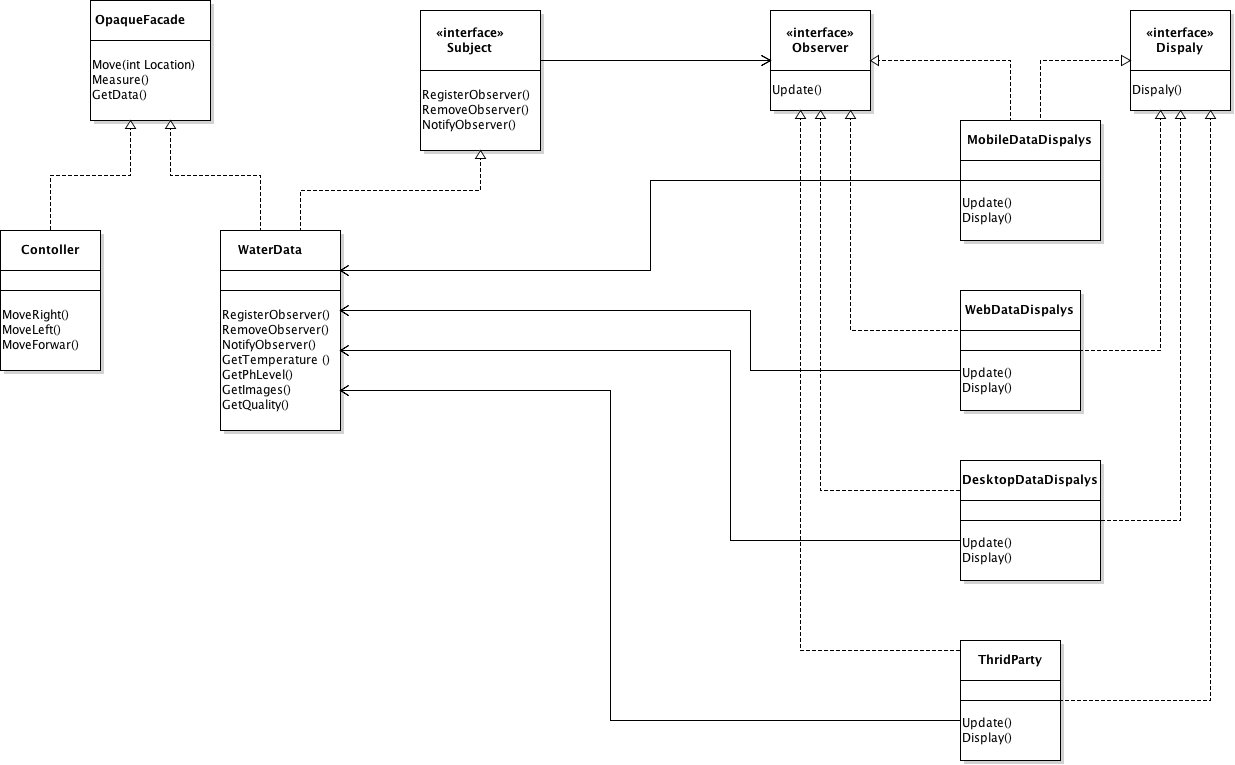 OpaqueFacade
Move(int Location)
Measure()
GetData()
«interface»
Subject
RegisterObserver()
RemoveObserver()
NotifyObserver()
«interface»
Observer
Update()
«interface»
Dispaly
Dispaly()
MobileDataDispalys
Update()
Display()
Contoller
MoveRight()
MoveLeft()
MoveForwar()
WaterData
RegisterObserver()
RemoveObserver()
NotifyObserver()
GetTemperature ()
GetPhLevel()
GetImages()
GetQuality()
WebDataDispalys
Update()
Display()
DesktopDataDispalys
Update()
Display()
ThridParty
Update()
Display()